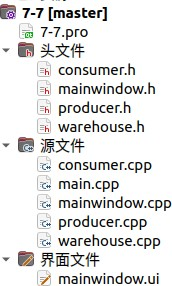 7-7 [master]
7-7.pro
头文件
consumer.h
mainwindow.h
producer.h
warehouse.h
源文件
consumer.cpp
main.cpp
mainwindow.cpp
producer.cpp
warehouse.cpp
界面文件
mainwindow.ui